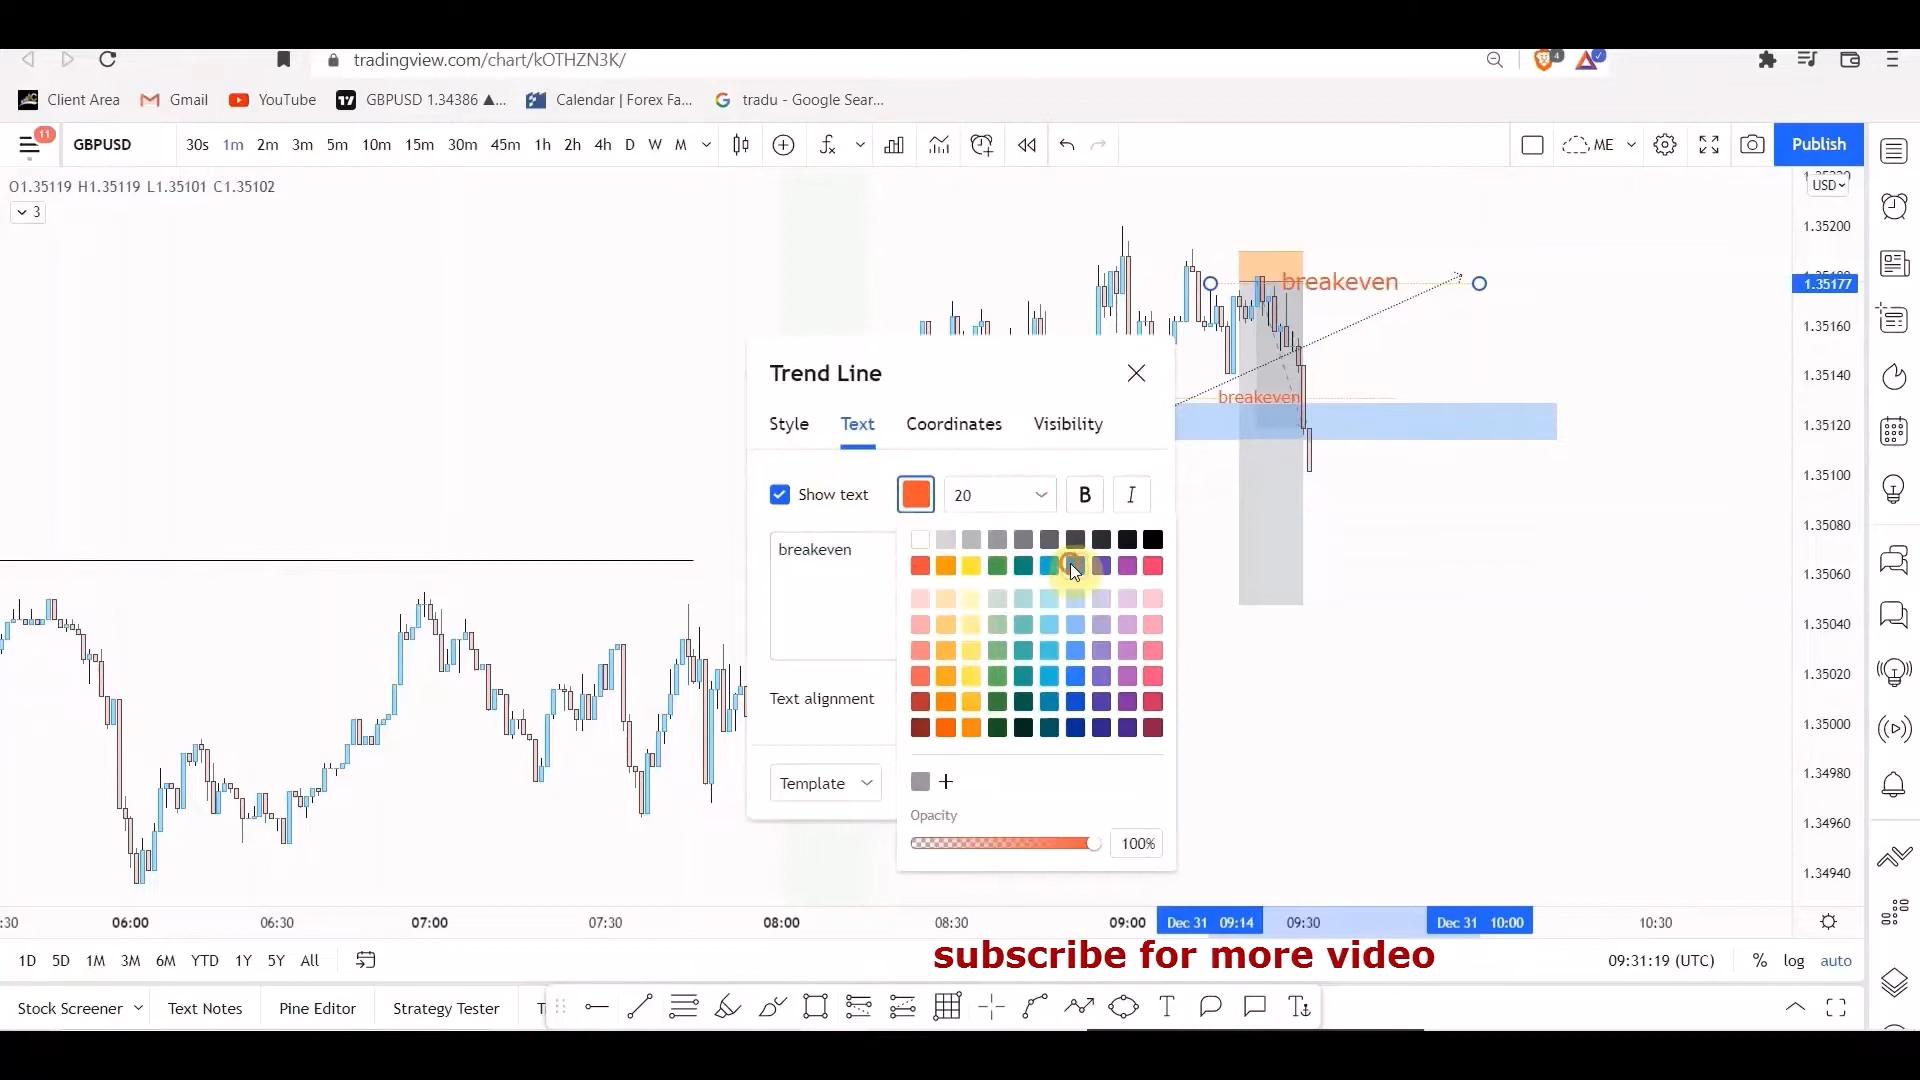 tradingview.com/chart/kOTHZN3K/
4
Client Area Gmail YouTube GBPUSD 1.34386 ▲... Calendar | Forex Fa... tradu - Google Sear...
11
GBPUSD 30s 1m 2m 3m 5m 10m 15m 30m 45m 1h 2h 4h D W M ME Publish
O1.35119 H1.35119 L1.35101 C1.35102
3
USD
1.35200
breakeven
1.35177
1.35160
1.35140
breakeven
1.35120
1.35100
1.35080
1.35060
1.35040
1.35020
1.35000
1.34980
1.34960
1.34940
Trend Line
Style Text Coordinates Visibility
Show text 20 B I
breakeven
Text alignment
Template
Opacity
100%
:30 06:00 06:30 07:00 07:30 08:00 08:30 09:00 Dec 31 09:14 09:30 Dec 31 10:00 10:30
subscribe for more video
1D 5D 1M 3M 6M YTD 1Y 5Y All 09:31:19 (UTC) % log auto
Stock Screener Text Notes Pine Editor Strategy Tester